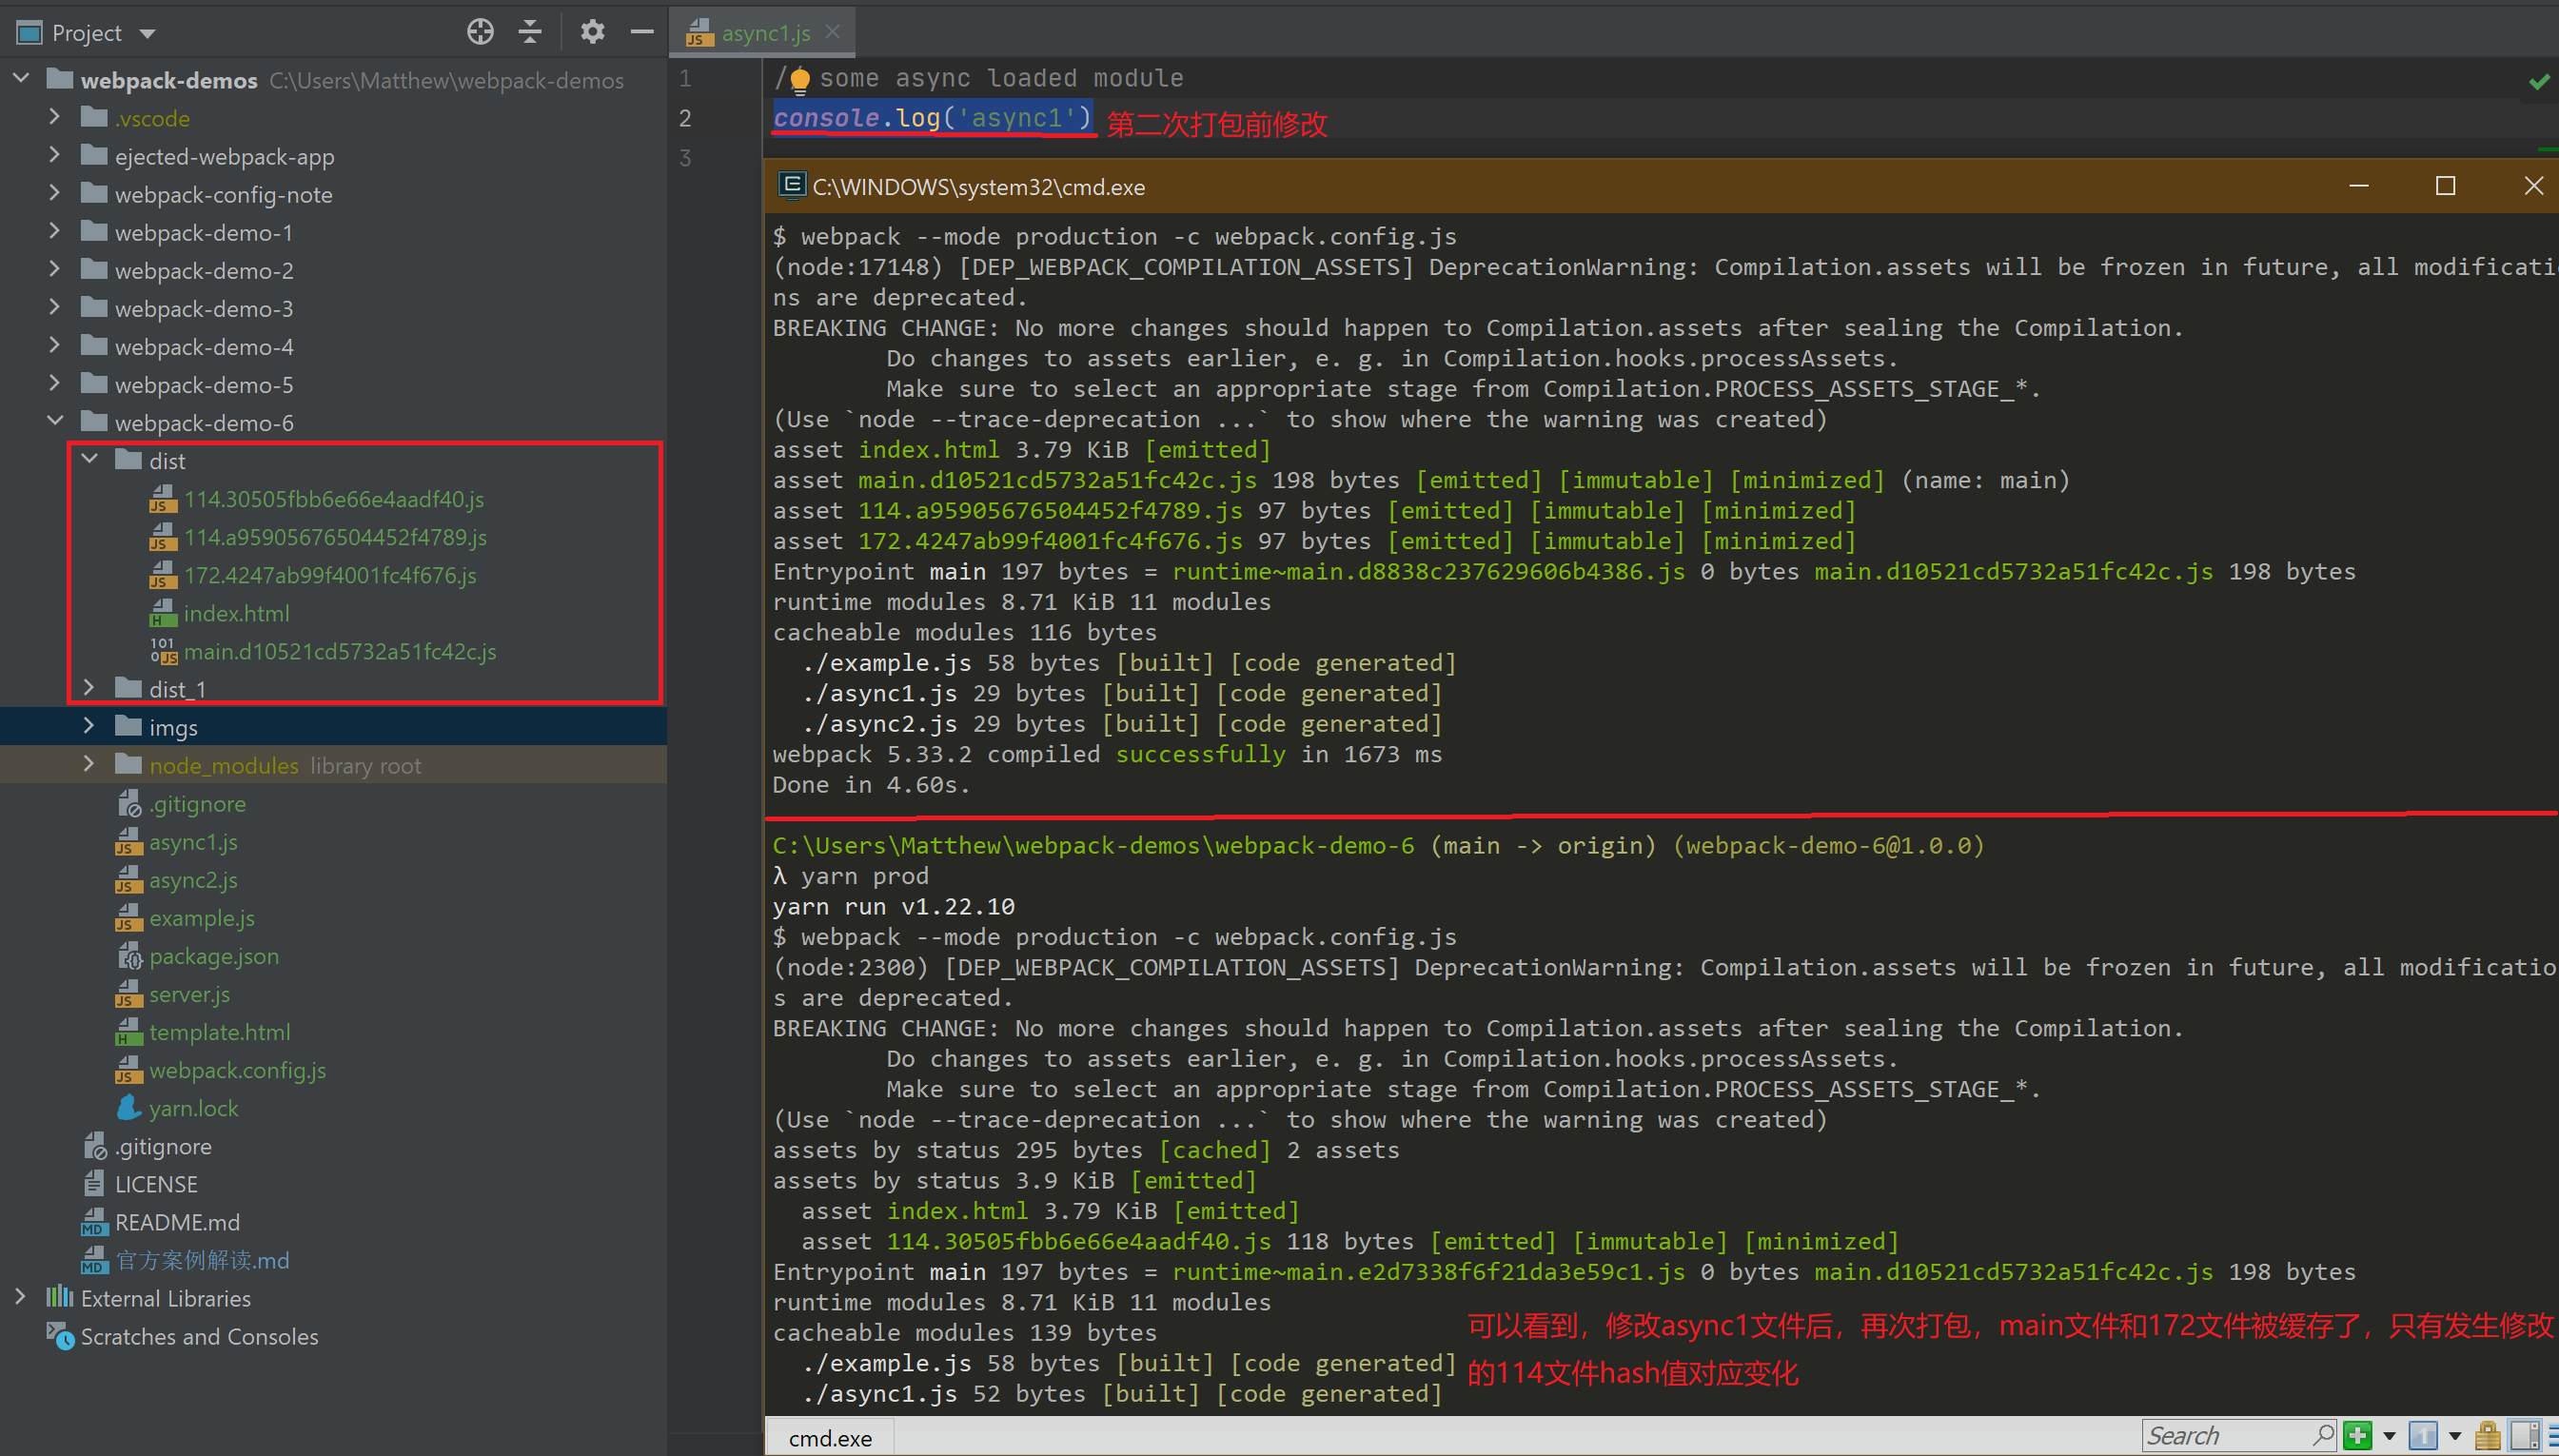 Project
async1.js
webpack-demos C:\Users\Matthew\webpack-demos
.vscode
ejected-webpack-app
webpack-config-note
webpack-demo-1
webpack-demo-2
webpack-demo-3
webpack-demo-4
webpack-demo-5
webpack-demo-6
dist
114.30505fbb6e66e4aadf40.js
114.a95905676504452f4789.js
172.4247ab99f4001fc4f676.js
index.html
main.d10521cd5732a51fc42c.js
dist_1
imgs
node_modules library root
.gitignore
async1.js
async2.js
example.js
package.json
server.js
template.html
webpack.config.js
yarn.lock
.gitignore
LICENSE
README.md
官方案例解读.md
External Libraries
Scratches and Consoles
1 // some async loaded module
2 console.log('async1') 第二次打包前修改
3
C:\WINDOWS\system32\cmd.exe
$ webpack --mode production -c webpack.config.js
(node:17148) [DEP_WEBPACK_COMPILATION_ASSETS] DeprecationWarning: Compilation.assets will be frozen in future, all modificatio
ns are deprecated.
BREAKING CHANGE: No more changes should happen to Compilation.assets after sealing the Compilation.
Do changes to assets earlier, e. g. in Compilation.hooks.processAssets.
Make sure to select an appropriate stage from Compilation.PROCESS_ASSETS_STAGE_*.
(Use `node --trace-deprecation ...` to show where the warning was created)
asset index.html 3.79 KiB [emitted]
asset main.d10521cd5732a51fc42c.js 198 bytes [emitted] [immutable] [minimized] (name: main)
asset 114.a95905676504452f4789.js 97 bytes [emitted] [immutable] [minimized]
asset 172.4247ab99f4001fc4f676.js 97 bytes [emitted] [immutable] [minimized]
Entrypoint main 197 bytes = runtime~main.d8838c237629606b4386.js 0 bytes main.d10521cd5732a51fc42c.js 198 bytes
runtime modules 8.71 KiB 11 modules
cacheable modules 116 bytes
./example.js 58 bytes [built] [code generated]
./async1.js 29 bytes [built] [code generated]
./async2.js 29 bytes [built] [code generated]
webpack 5.33.2 compiled successfully in 1673 ms
Done in 4.60s.
C:\Users\Matthew\webpack-demos\webpack-demo-6 (main -> origin) (webpack-demo-6@1.0.0)
λ yarn prod
yarn run v1.22.10
$ webpack --mode production -c webpack.config.js
(node:2300) [DEP_WEBPACK_COMPILATION_ASSETS] DeprecationWarning: Compilation.assets will be frozen in future, all modificatio
s are deprecated.
BREAKING CHANGE: No more changes should happen to Compilation.assets after sealing the Compilation.
Do changes to assets earlier, e. g. in Compilation.hooks.processAssets.
Make sure to select an appropriate stage from Compilation.PROCESS_ASSETS_STAGE_*.
(Use `node --trace-deprecation ...` to show where the warning was created)
assets by status 295 bytes [cached] 2 assets
assets by status 3.9 KiB [emitted]
asset index.html 3.79 KiB [emitted]
asset 114.30505fbb6e66e4aadf40.js 118 bytes [emitted] [immutable] [minimized]
Entrypoint main 197 bytes = runtime~main.e2d7338f6f21da3e59c1.js 0 bytes main.d10521cd5732a51fc42c.js 198 bytes
runtime modules 8.71 KiB 11 modules
cacheable modules 139 bytes
./example.js 58 bytes [built] [code generated]
./async1.js 52 bytes [built] [code generated]
可以看到，修改async1文件后，再次打包，main文件和172文件被缓存了，只有发生修改
的114文件hash值对应变化
cmd.exe
Search